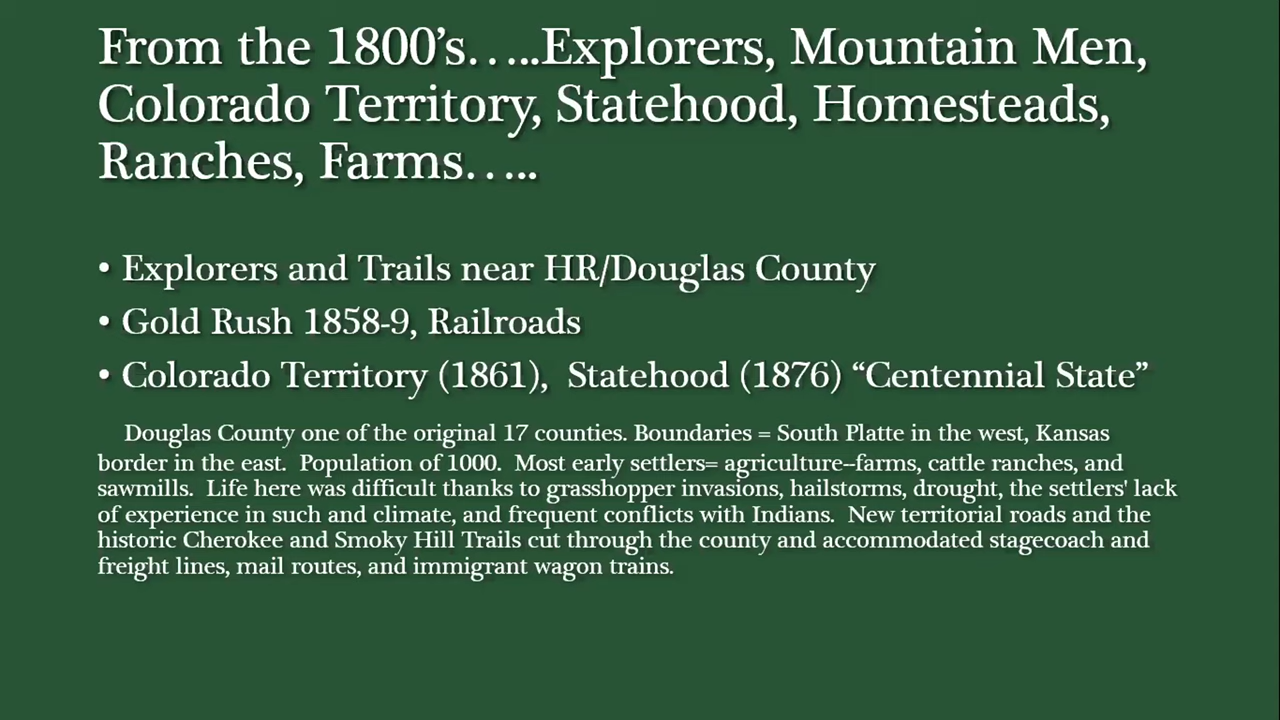 From the 1800’s…..Explorers, Mountain Men,
Colorado Territory, Statehood, Homesteads,
Ranches, Farms…..
• Explorers and Trails near HR/Douglas County
• Gold Rush 1858-9, Railroads
• Colorado Territory (1861),  Statehood (1876) “Centennial State”
Douglas County one of the original 17 counties. Boundaries = South Platte in the west, Kansas
border in the east.  Population of 1000.  Most early settlers= agriculture--farms, cattle ranches, and
sawmills.  Life here was difficult thanks to grasshopper invasions, hailstorms, drought, the settlers' lack
of experience in such and climate, and frequent conflicts with Indians.  New territorial roads and the
historic Cherokee and Smoky Hill Trails cut through the county and accommodated stagecoach and
freight lines, mail routes, and immigrant wagon trains.